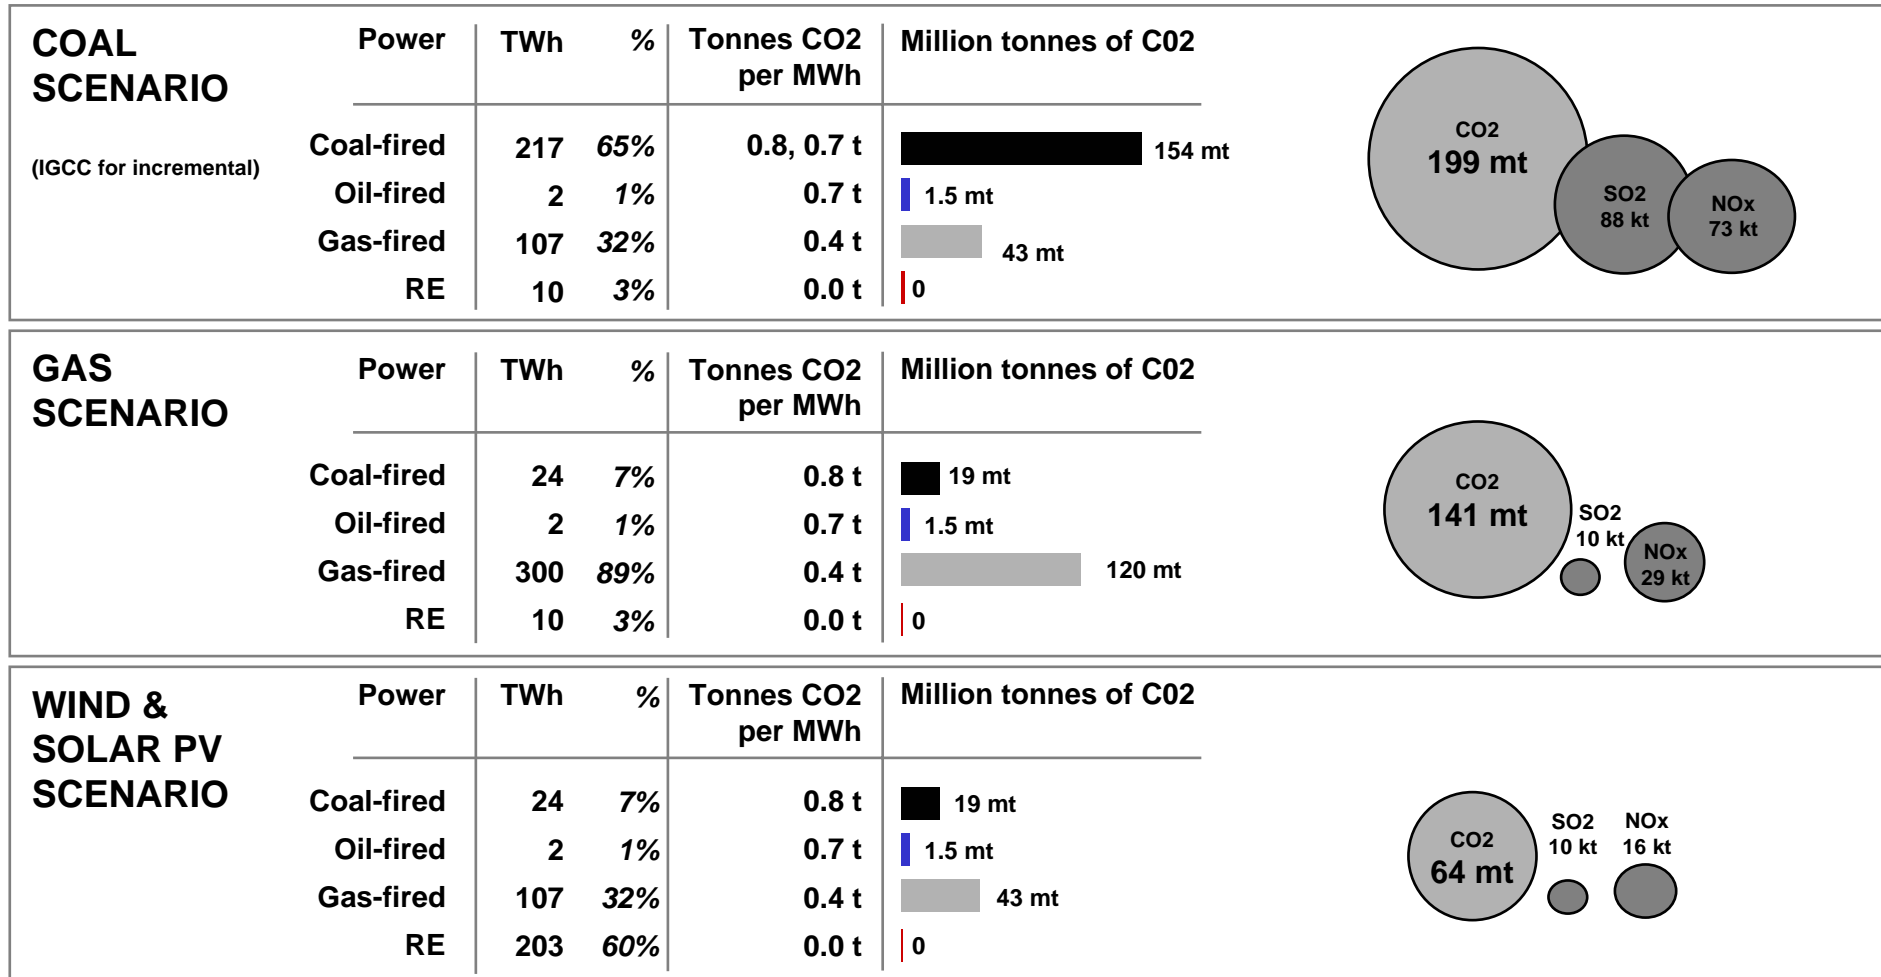 COAL
SCENARIO
(IGCC for incremental)
Power TWh % Tonnes CO2 per MWh Million tonnes of C02
Coal-fired 217 65% 0.8, 0.7 t 154 mt
Oil-fired 2 1% 0.7 t 1.5 mt
Gas-fired 107 32% 0.4 t 43 mt
RE 10 3% 0.0 t 0
CO2
199 mt
SO2
88 kt
NOx
73 kt
GAS
SCENARIO
Power TWh % Tonnes CO2 per MWh Million tonnes of C02
Coal-fired 24 7% 0.8 t 19 mt
Oil-fired 2 1% 0.7 t 1.5 mt
Gas-fired 300 89% 0.4 t 120 mt
RE 10 3% 0.0 t 0
CO2
141 mt
SO2
10 kt
NOx
29 kt
WIND &
SOLAR PV
SCENARIO
Power TWh % Tonnes CO2 per MWh Million tonnes of C02
Coal-fired 24 7% 0.8 t 19 mt
Oil-fired 2 1% 0.7 t 1.5 mt
Gas-fired 107 32% 0.4 t 43 mt
RE 203 60% 0.0 t 0
CO2
64 mt
SO2
10 kt
NOx
16 kt